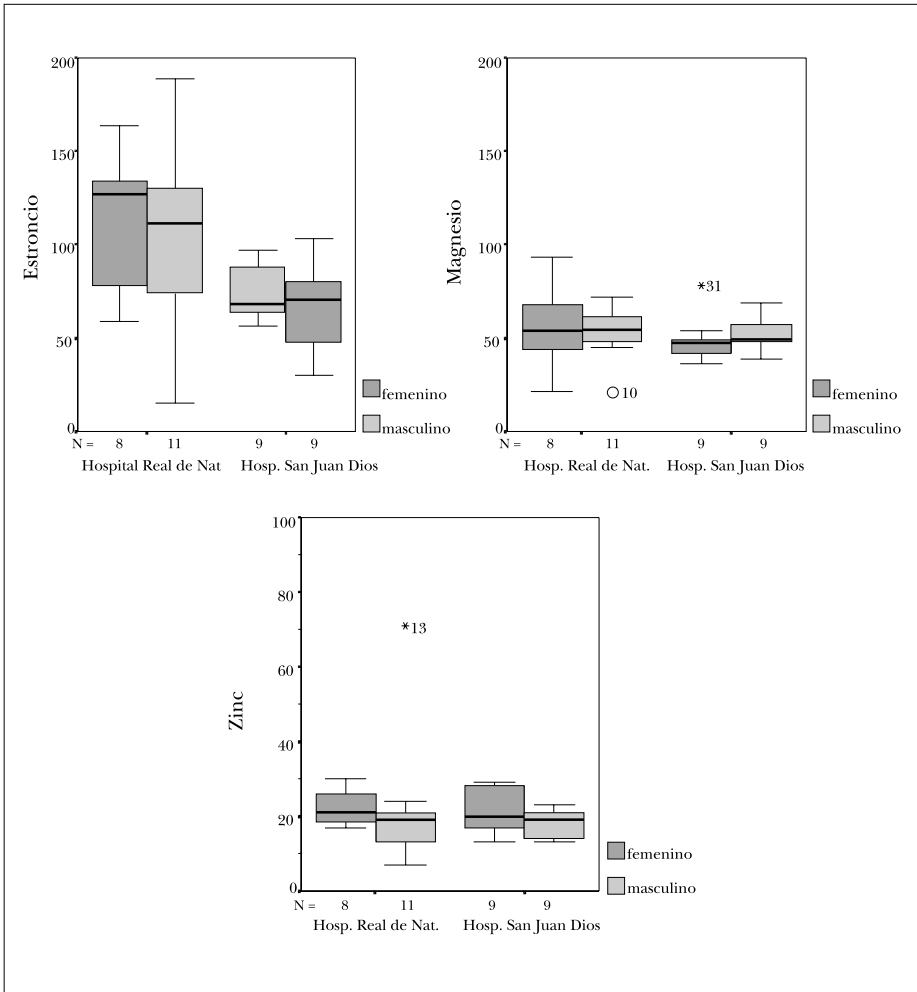 200
150
100
50
0
Estroncio
femenino
masculino
N = 8 11 9 9
Hospital Real de Nat Hosp. San Juan Dios
200
150
100
50
0
Magnesio
*31
10
femenino
masculino
N = 8 11 9 9
Hosp. Real de Nat. Hosp. San Juan Dios
100
80
60
40
20
0
Zinc
*13
femenino
masculino
N = 8 11 9 9
Hosp. Real de Nat. Hosp. San Juan Dios